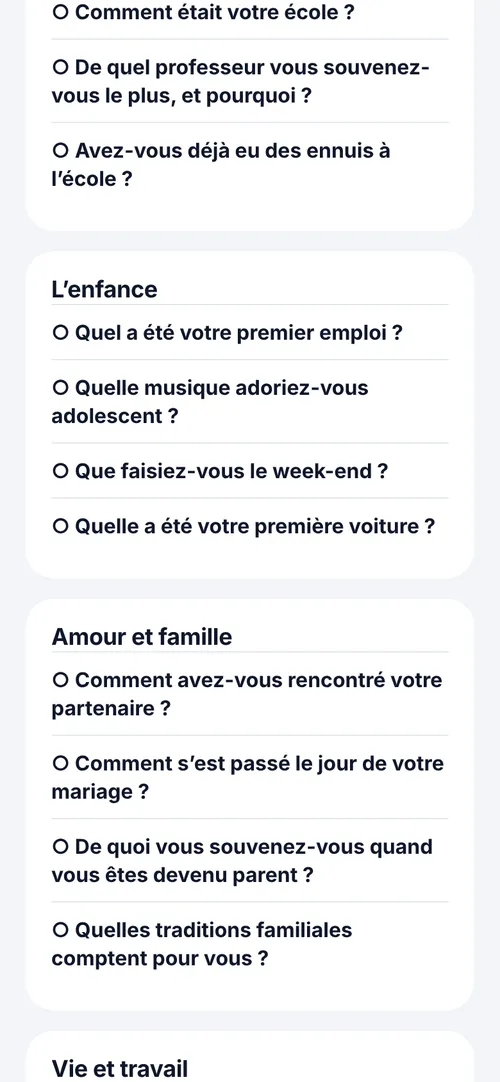 ○ Comment était votre école ?
○ De quel professeur vous souvenez-
vous le plus, et pourquoi ?
○ Avez-vous déjà eu des ennuis à
l’école ?
L’enfance
○ Quel a été votre premier emploi ?
○ Quelle musique adoriez-vous
adolescent ?
○ Que faisiez-vous le week-end ?
○ Quelle a été votre première voiture ?
Amour et famille
○ Comment avez-vous rencontré votre
partenaire ?
○ Comment s’est passé le jour de votre
mariage ?
○ De quoi vous souvenez-vous quand
vous êtes devenu parent ?
○ Quelles traditions familiales
comptent pour vous ?
Vie et travail